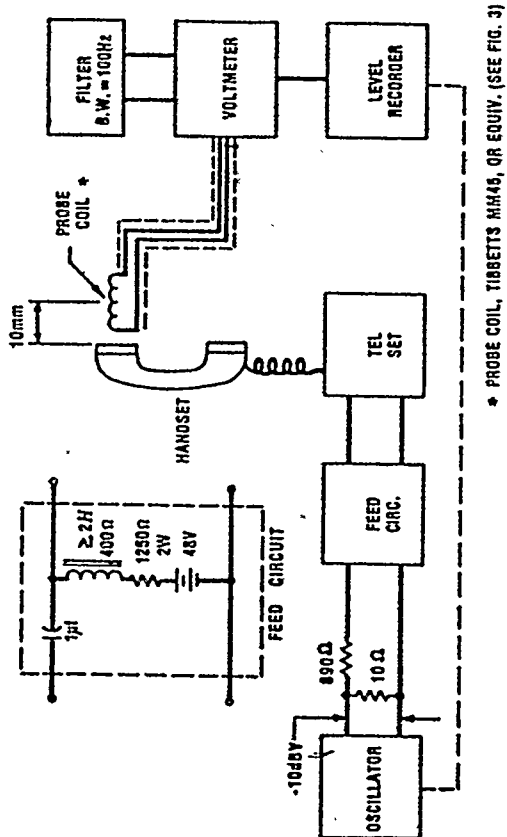 10mm
PROBE
COIL *
FILTER
B.W. = 100Hz
VOLTMETER
LEVEL
RECORDER
HANDSET
1μf
≥2H
400Ω
1250Ω
2W
48V
FEED CIRCUIT
-10dBV
OSCILLATOR
890Ω
10Ω
FEED
CIRC.
TEL
SET
* PROBE COIL, TIBBETTS OR EQUIV. (SEE FIG. 3)